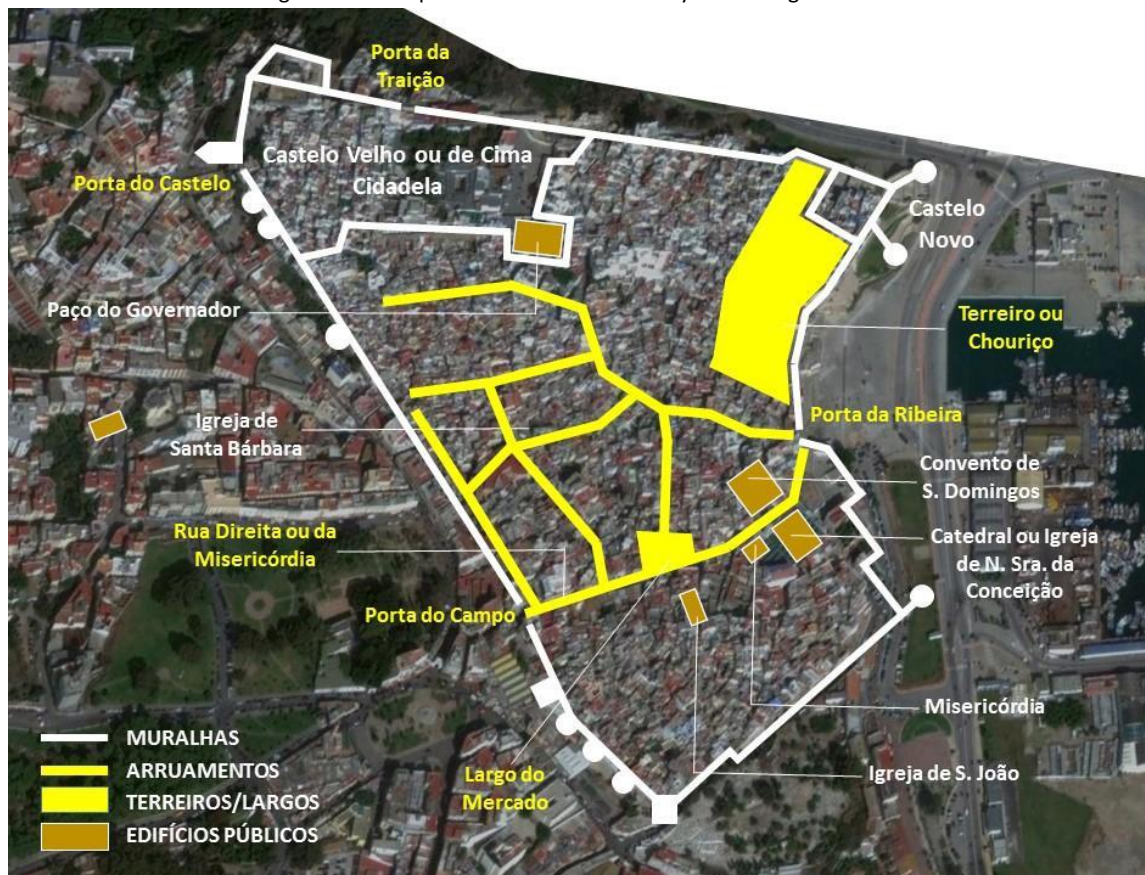 Porta da
Traição
Castelo Velho ou de Cima
Cidadela
Porta do Castelo
Castelo
Novo
Paço do Governador
Terreiro ou
Chouriço
Igreja de
Santa Bárbara
Porta da Ribeira
Convento de
S. Domingos
Rua Direita ou da
Misericórdia
Catedral ou Igreja
de N. Sra. da
Conceição
Porta do Campo
Misericórdia
Largo do
Mercado
Igreja de S. João
MURALHAS
ARRUAMENTOS
TERREIROS/LARGOS
EDIFÍCIOS PÚBLICOS